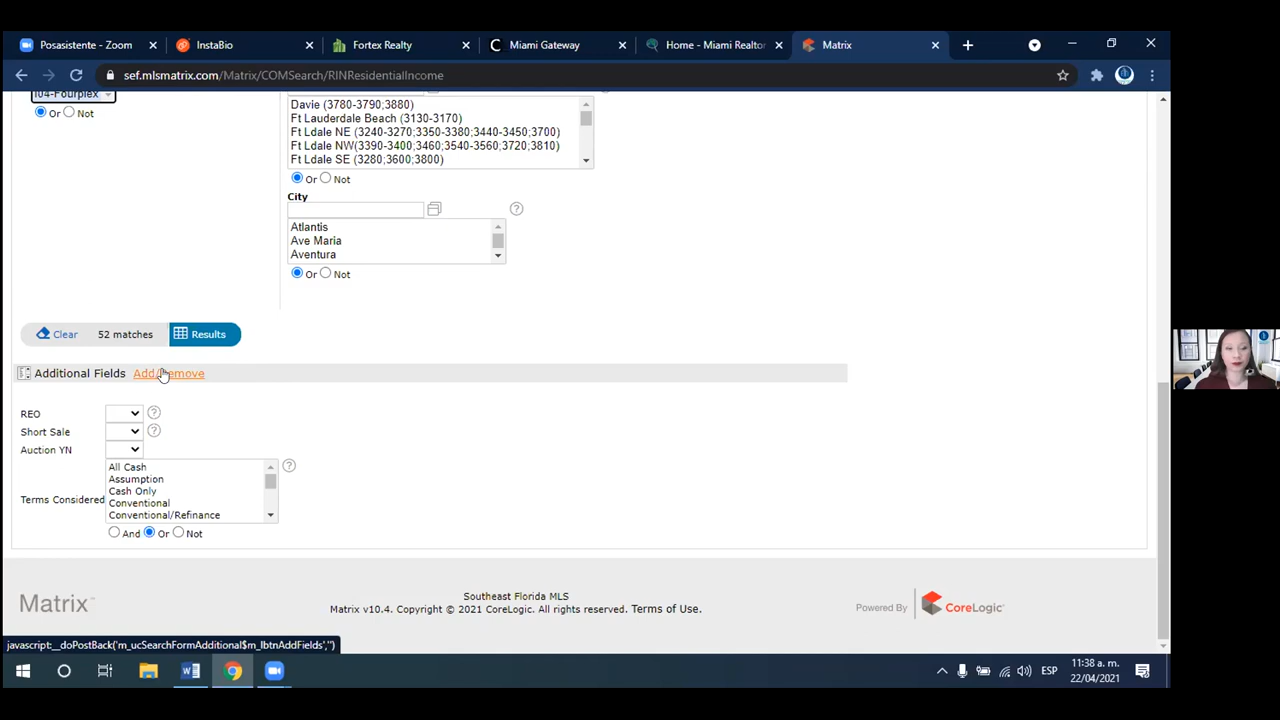 Posasistente - Zoom
InstaBio
Fortex Realty
Miami Gateway
Home - Miami Realtor
Matrix
sef.mlsmatrix.com/Matrix/COMSearch/RINResidentialIncome
I04-Fourplex
Or Not
Davie (3780-3790;3880)
Ft Lauderdale Beach (3130-3170)
Ft Ldale NE (3240-3270;3350-3380;3440-3450;3700)
Ft Ldale NW(3390-3400;3460;3540-3560;3720;3810)
Ft Ldale SE (3280;3600;3800)
Or Not
City
Atlantis
Ave Maria
Aventura
Or Not
Clear 52 matches Results
Additional Fields Add/Remove
REO
Short Sale
Auction YN
All Cash
Assumption
Cash Only
Terms Considered
Conventional
Conventional/Refinance
And Or Not
Matrix™
Southeast Florida MLS
Matrix v10.4. Copyright © 2021 CoreLogic. All rights reserved. Terms of Use.
Powered By CoreLogic
javascript:__doPostBack('m_ucSearchFormAdditional$m_lbtnAddFields','')
ESP
11:38 a. m.
22/04/2021